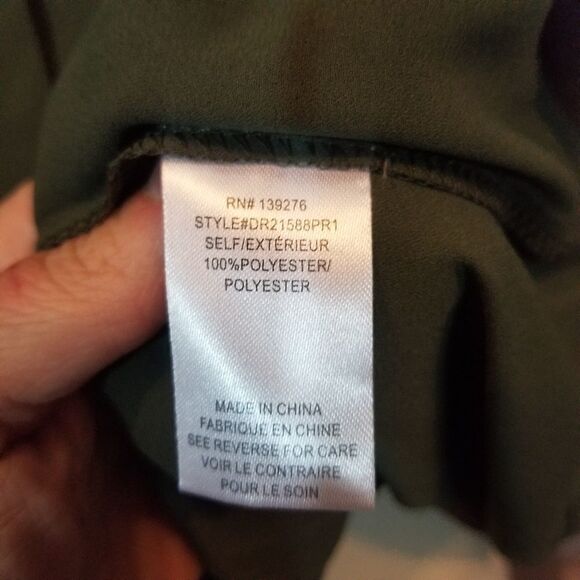 RN# 139276
STYLE#DR21588PR1
SELF/EXTÉRIEUR
100%POLYESTER/
POLYESTER
MADE IN CHINA
FABRIQUE EN CHINE
SEE REVERSE FOR CARE
VOIR LE CONTRAIRE
POUR LE SOIN